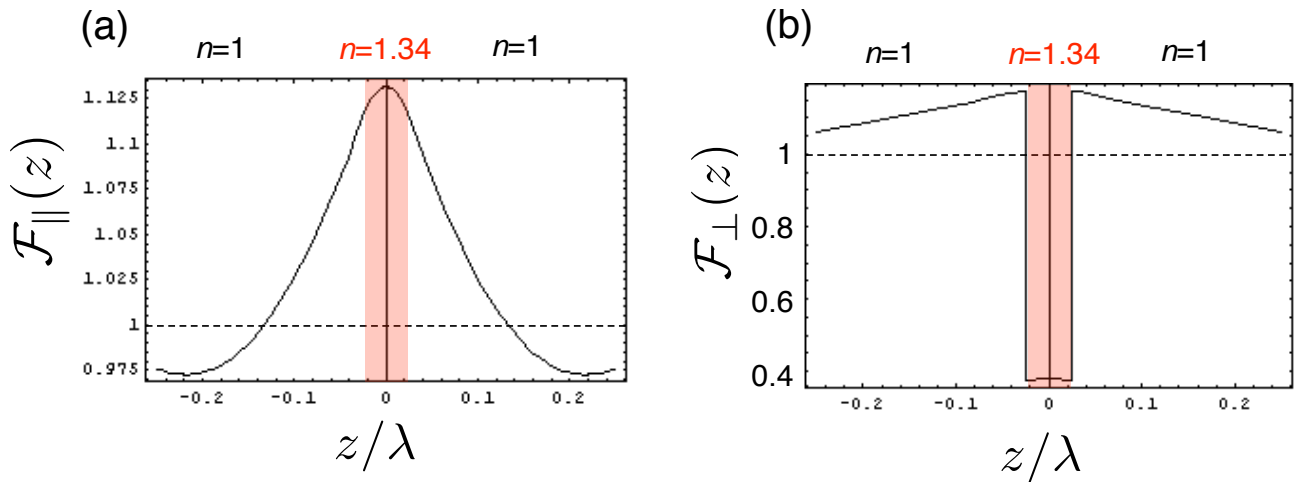 (a)
n=1 n=1.34 n=1
1.125
1.1
1.075
1.05
1.025
1
0.975
-0.2 -0.1 0 0.1 0.2
z/λ
ℱ∥(z)
(b)
n=1 n=1.34 n=1
1
0.8
0.6
0.4
-0.2 -0.1 0 0.1 0.2
z/λ
ℱ⊥(z)